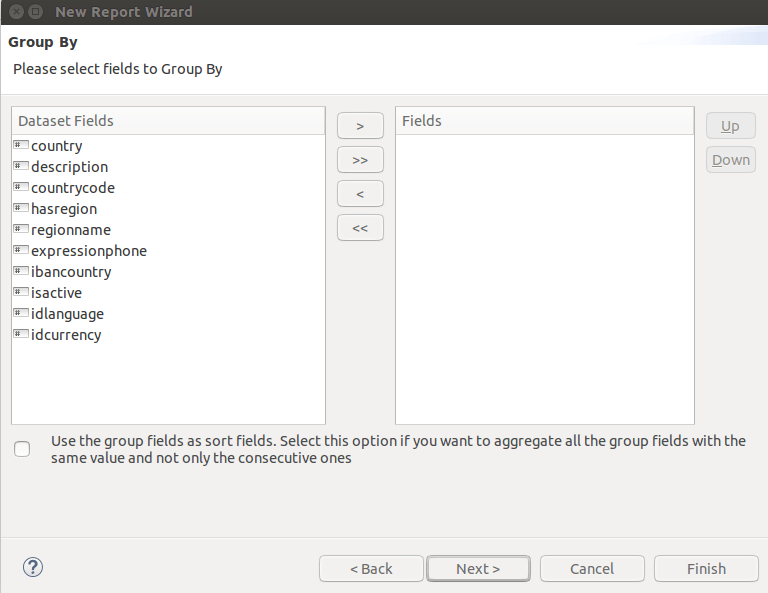 New Report Wizard
Group By
Please select fields to Group By
Dataset Fields
country
description
countrycode
hasregion
regionname
expressionphone
ibancountry
isactive
idlanguage
idcurrency
>
>>
<
<<
Fields
Up
Down
Use the group fields as sort fields. Select this option if you want to aggregate all the group fields with the
same value and not only the consecutive ones
?
< Back
Next >
Cancel
Finish